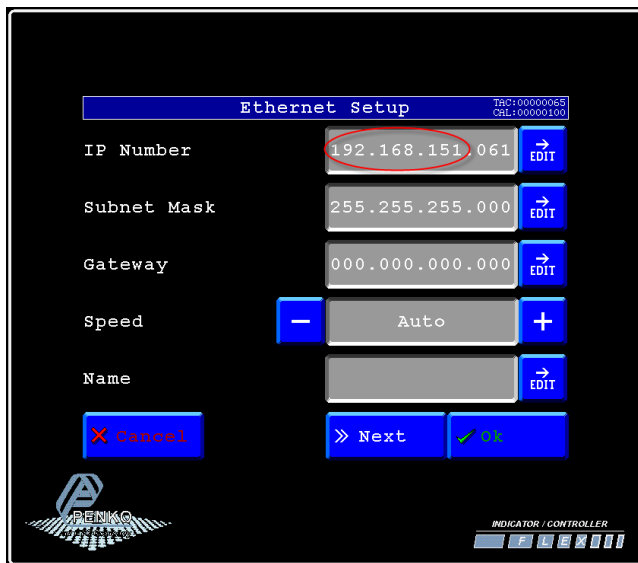 Ethernet Setup
TAC:00000065
CAL:00000100
IP Number 192.168.151.061 EDIT
Subnet Mask 255.255.255.000 EDIT
Gateway 000.000.000.000 EDIT
Speed − Auto +
Name EDIT
Cancel Next Ok
PENKO
INDICATOR / CONTROLLER
FLEX